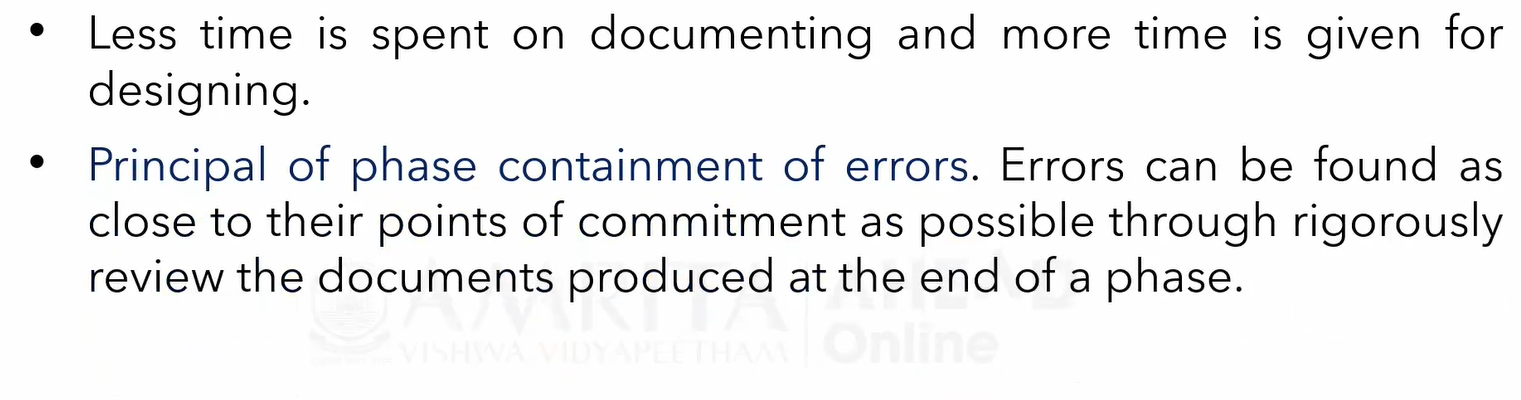 • Less time is spent on documenting and more time is given for
designing.
• Principal of phase containment of errors. Errors can be found as
close to their points of commitment as possible through rigorously
review the documents produced at the end of a phase.
AMRITA AHEAD
VISHWA VIDYAPEETHAM Online